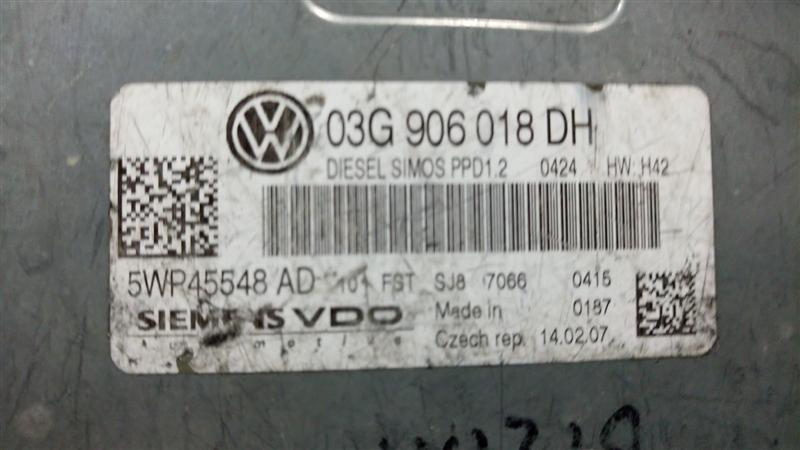 03G 906 018 DH
DIESEL SIMOS PPD1.2 0424 HW: H42
5WP45548 AD 101 FST SJ8 7066 0415
SIEMENS VDO Made in 0187
Czech rep. 14.02.07